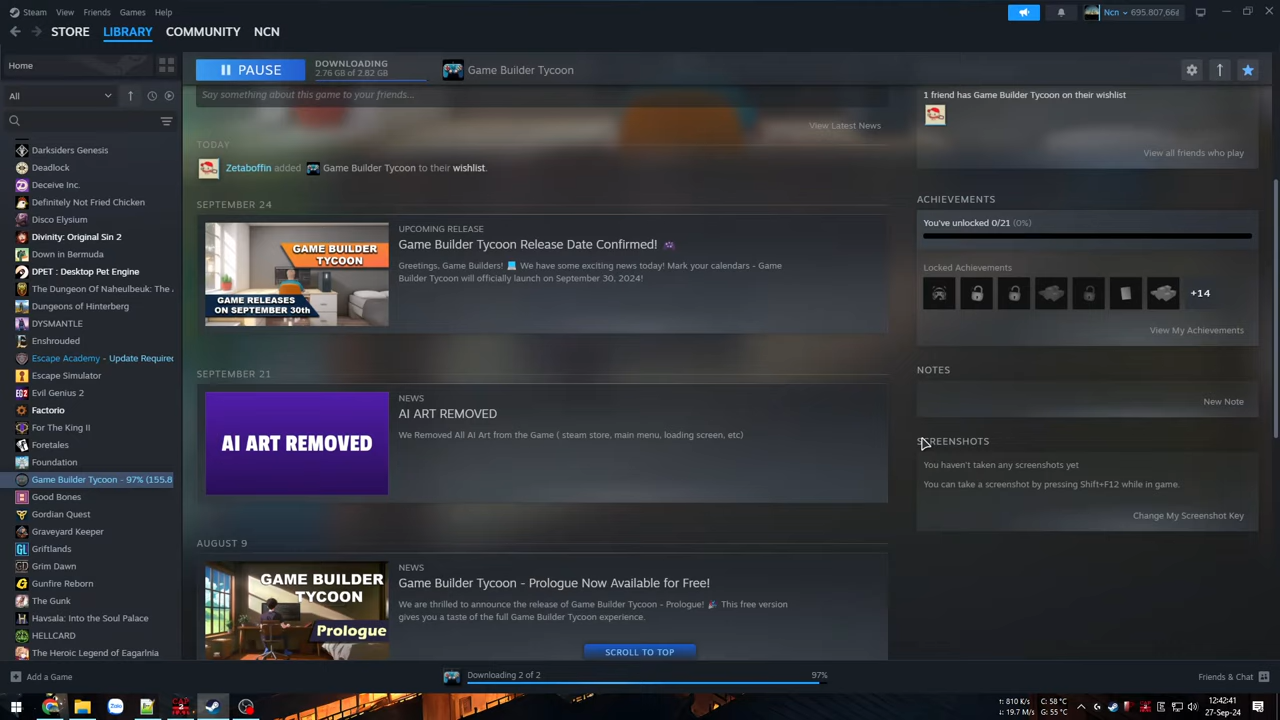 Steam View Friends Games Help
Ncn 695.807,66₫
STORE LIBRARY COMMUNITY NCN
Home
PAUSE
DOWNLOADING
2.76 GB of 2.82 GB
Game Builder Tycoon
All
Darksiders Genesis
Deadlock
Deceive Inc.
Definitely Not Fried Chicken
Disco Elysium
Divinity: Original Sin 2
Down in Bermuda
DPET : Desktop Pet Engine
The Dungeon Of Naheulbeuk: The A
Dungeons of Hinterberg
DYSMANTLE
Enshrouded
Escape Academy - Update Required
Escape Simulator
Evil Genius 2
Factorio
For The King II
Foretales
Foundation
Game Builder Tycoon - 97% (155.8
Good Bones
Gordian Quest
Graveyard Keeper
Griftlands
Grim Dawn
Gunfire Reborn
The Gunk
Havsala: Into the Soul Palace
HELLCARD
The Heroic Legend of Eagarlnia
Say something about this game to your friends...
View Latest News
TODAY
Zetaboffin added Game Builder Tycoon to their wishlist.
SEPTEMBER 24
GAME BUILDER
TYCOON
GAME RELEASES
ON SEPTEMBER 30th
UPCOMING RELEASE
Game Builder Tycoon Release Date Confirmed! 🎮
Greetings, Game Builders! We have some exciting news today! Mark your calendars - Game
Builder Tycoon will officially launch on September 30, 2024!
SEPTEMBER 21
AI ART REMOVED
NEWS
AI ART REMOVED
We Removed All AI Art from the Game ( steam store, main menu, loading screen, etc)
AUGUST 9
GAME BUILDER
TYCOON
Prologue
NEWS
Game Builder Tycoon - Prologue Now Available for Free!
We are thrilled to announce the release of Game Builder Tycoon - Prologue! 🎉 This free version
gives you a taste of the full Game Builder Tycoon experience.
SCROLL TO TOP
1 friend has Game Builder Tycoon on their wishlist
View all friends who play
ACHIEVEMENTS
You've unlocked 0/21 (0%)
Locked Achievements
+14
View My Achievements
NOTES
New Note
SCREENSHOTS
You haven't taken any screenshots yet
You can take a screenshot by pressing Shift+F12 while in game.
Change My Screenshot Key
Add a Game
Downloading 2 of 2
97%
Friends & Chat
Zalo
↑: 810 K/s C: 55 °C
↓: 19.7 M/s G: 58 °C
12:42:41
27-Sep-24